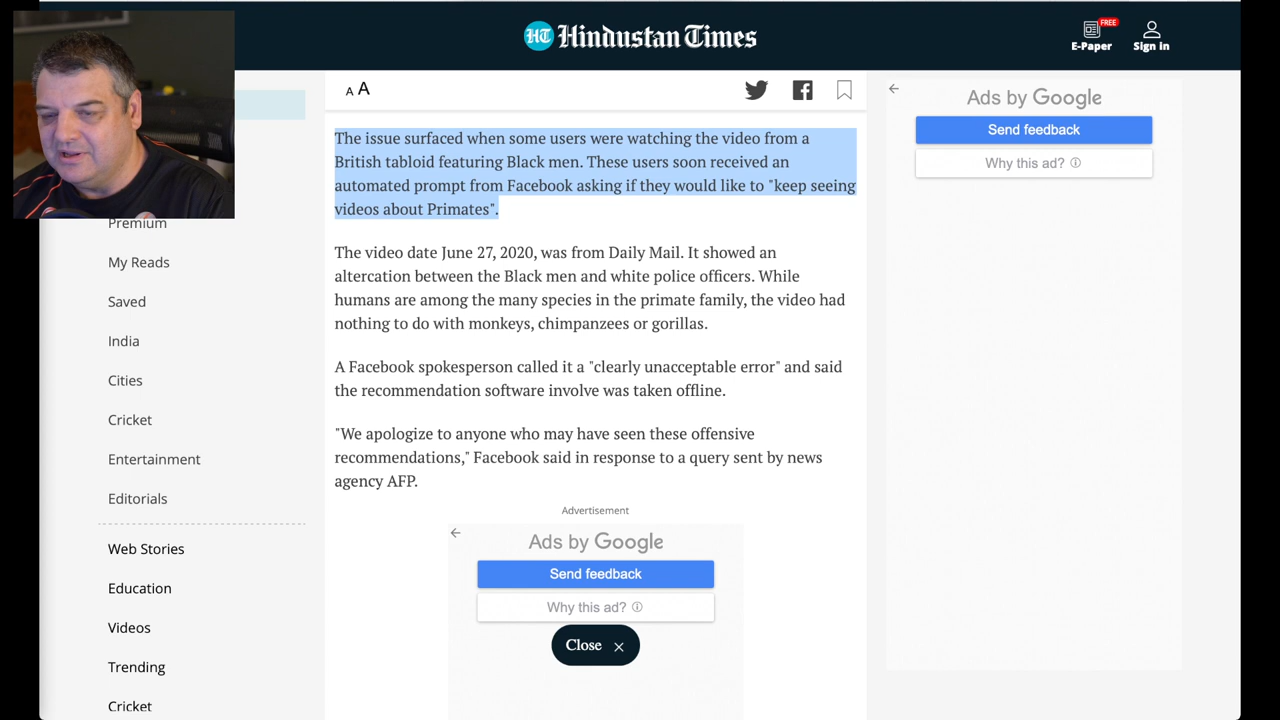 HT Hindustan Times
FREE
E-Paper
Sign in
A A
The issue surfaced when some users were watching the video from a
British tabloid featuring Black men. These users soon received an
automated prompt from Facebook asking if they would like to "keep seeing
videos about Primates".
The video date June 27, 2020, was from Daily Mail. It showed an
altercation between the Black men and white police officers. While
humans are among the many species in the primate family, the video had
nothing to do with monkeys, chimpanzees or gorillas.
A Facebook spokesperson called it a "clearly unacceptable error" and said
the recommendation software involve was taken offline.
"We apologize to anyone who may have seen these offensive
recommendations," Facebook said in response to a query sent by news
agency AFP.
Advertisement
Ads by Google
Send feedback
Why this ad?
Close
Premium
My Reads
Saved
India
Cities
Cricket
Entertainment
Editorials
Web Stories
Education
Videos
Trending
Cricket
Ads by Google
Send feedback
Why this ad?